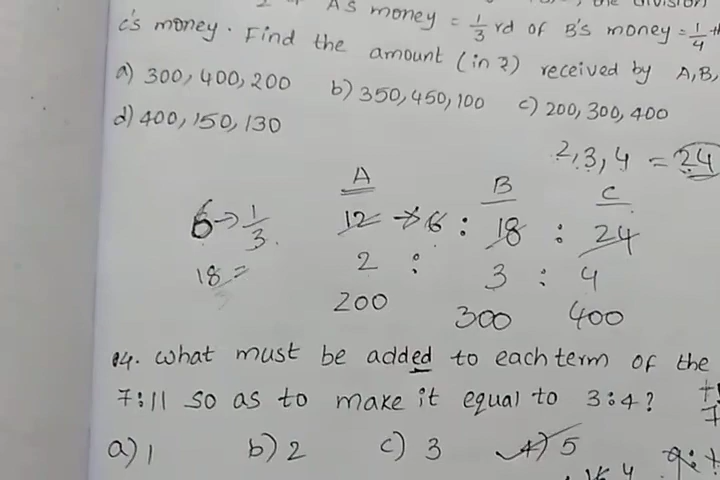 As money = 1/3 rd of B's money = 1/4
c's money. Find the amount (in ₹) received by A, B,
a) 300, 400, 200 b) 350, 450, 100 c) 200, 300, 400
d) 400, 150, 130
2, 3, 4 = 24
A B C
6 → 1/3 12 → 6 : 18 : 24
18 = 2 : 3 : 4
200 300 400
14. What must be added to each term of the
7:11 so as to make it equal to 3:4?
a) 1 b) 2 c) 3 d) 5